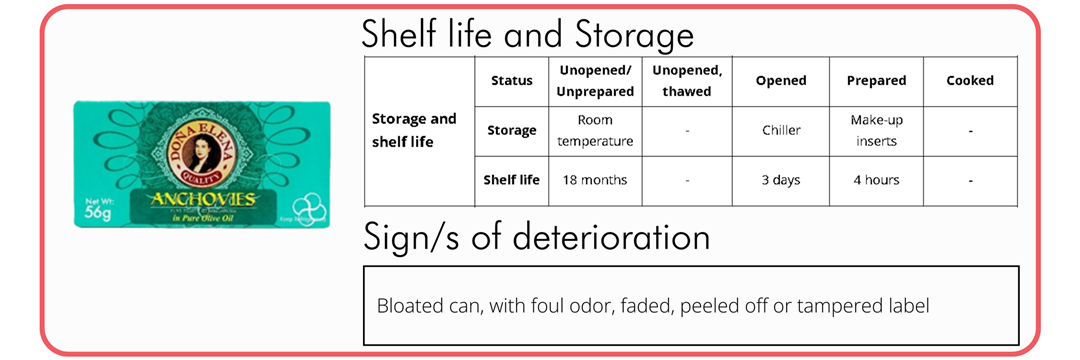 Shelf life and Storage
Storage and
shelf life
Status
Unopened/
Unprepared
Unopened,
thawed
Opened
Prepared
Cooked
Storage
Room
temperature
-
Chiller
Make-up
inserts
-
Shelf life
18 months
-
3 days
4 hours
-
DOÑA ELENA
QUALITY
ANCHOVIES
in Pure Olive Oil
Net Wt:
56g
Sign/s of deterioration
Bloated can, with foul odor, faded, peeled off or tampered label